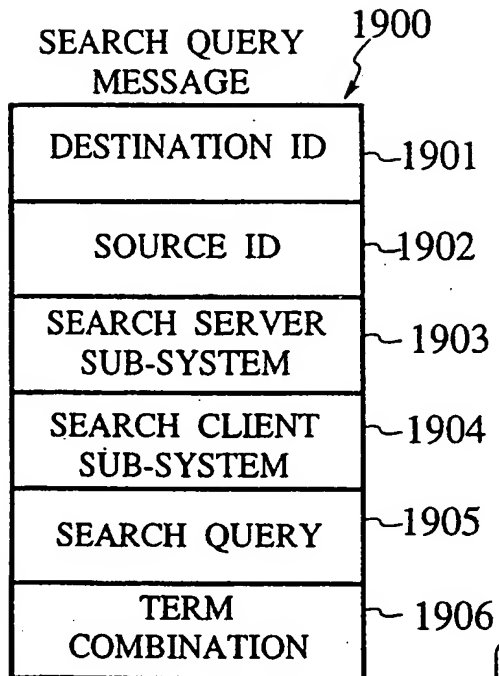 SEARCH QUERY
MESSAGE
1900
DESTINATION ID
1901
SOURCE ID
1902
SEARCH SERVER
SUB-SYSTEM
1903
SEARCH CLIENT
SUB-SYSTEM
1904
SEARCH QUERY
1905
TERM
COMBINATION
1906